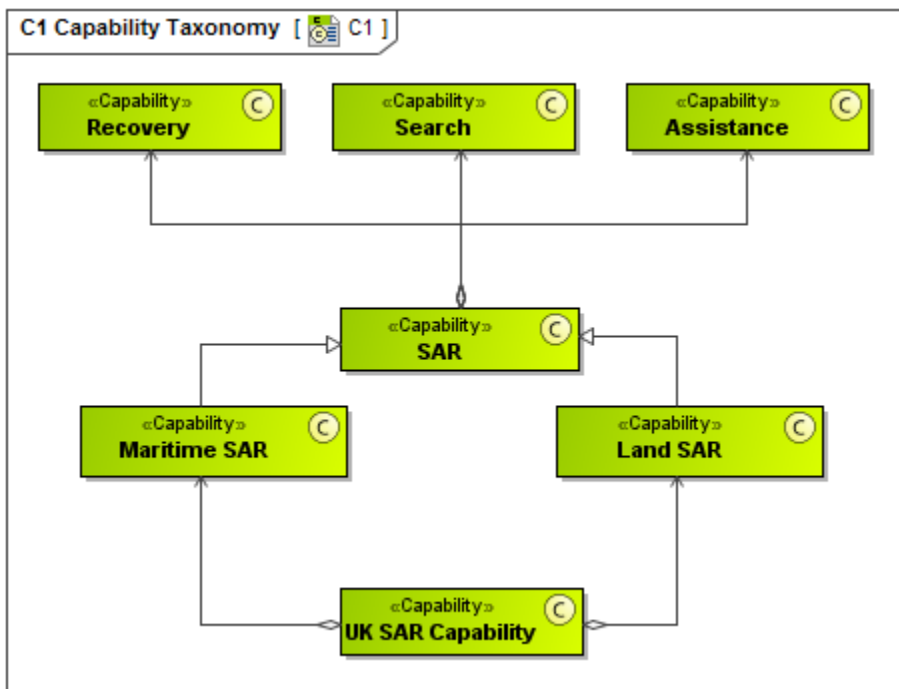 C1 Capability Taxonomy [ C1 ]
«Capability» C
Recovery
«Capability» C
Search
«Capability» C
Assistance
«Capability» C
SAR
«Capability» C
Maritime SAR
«Capability» C
Land SAR
«Capability» C
UK SAR Capability